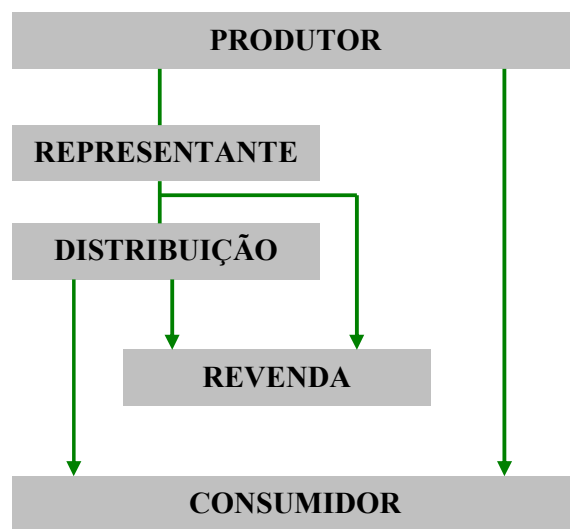 PRODUTOR
REPRESENTANTE
DISTRIBUIÇÃO
REVENDA
CONSUMIDOR